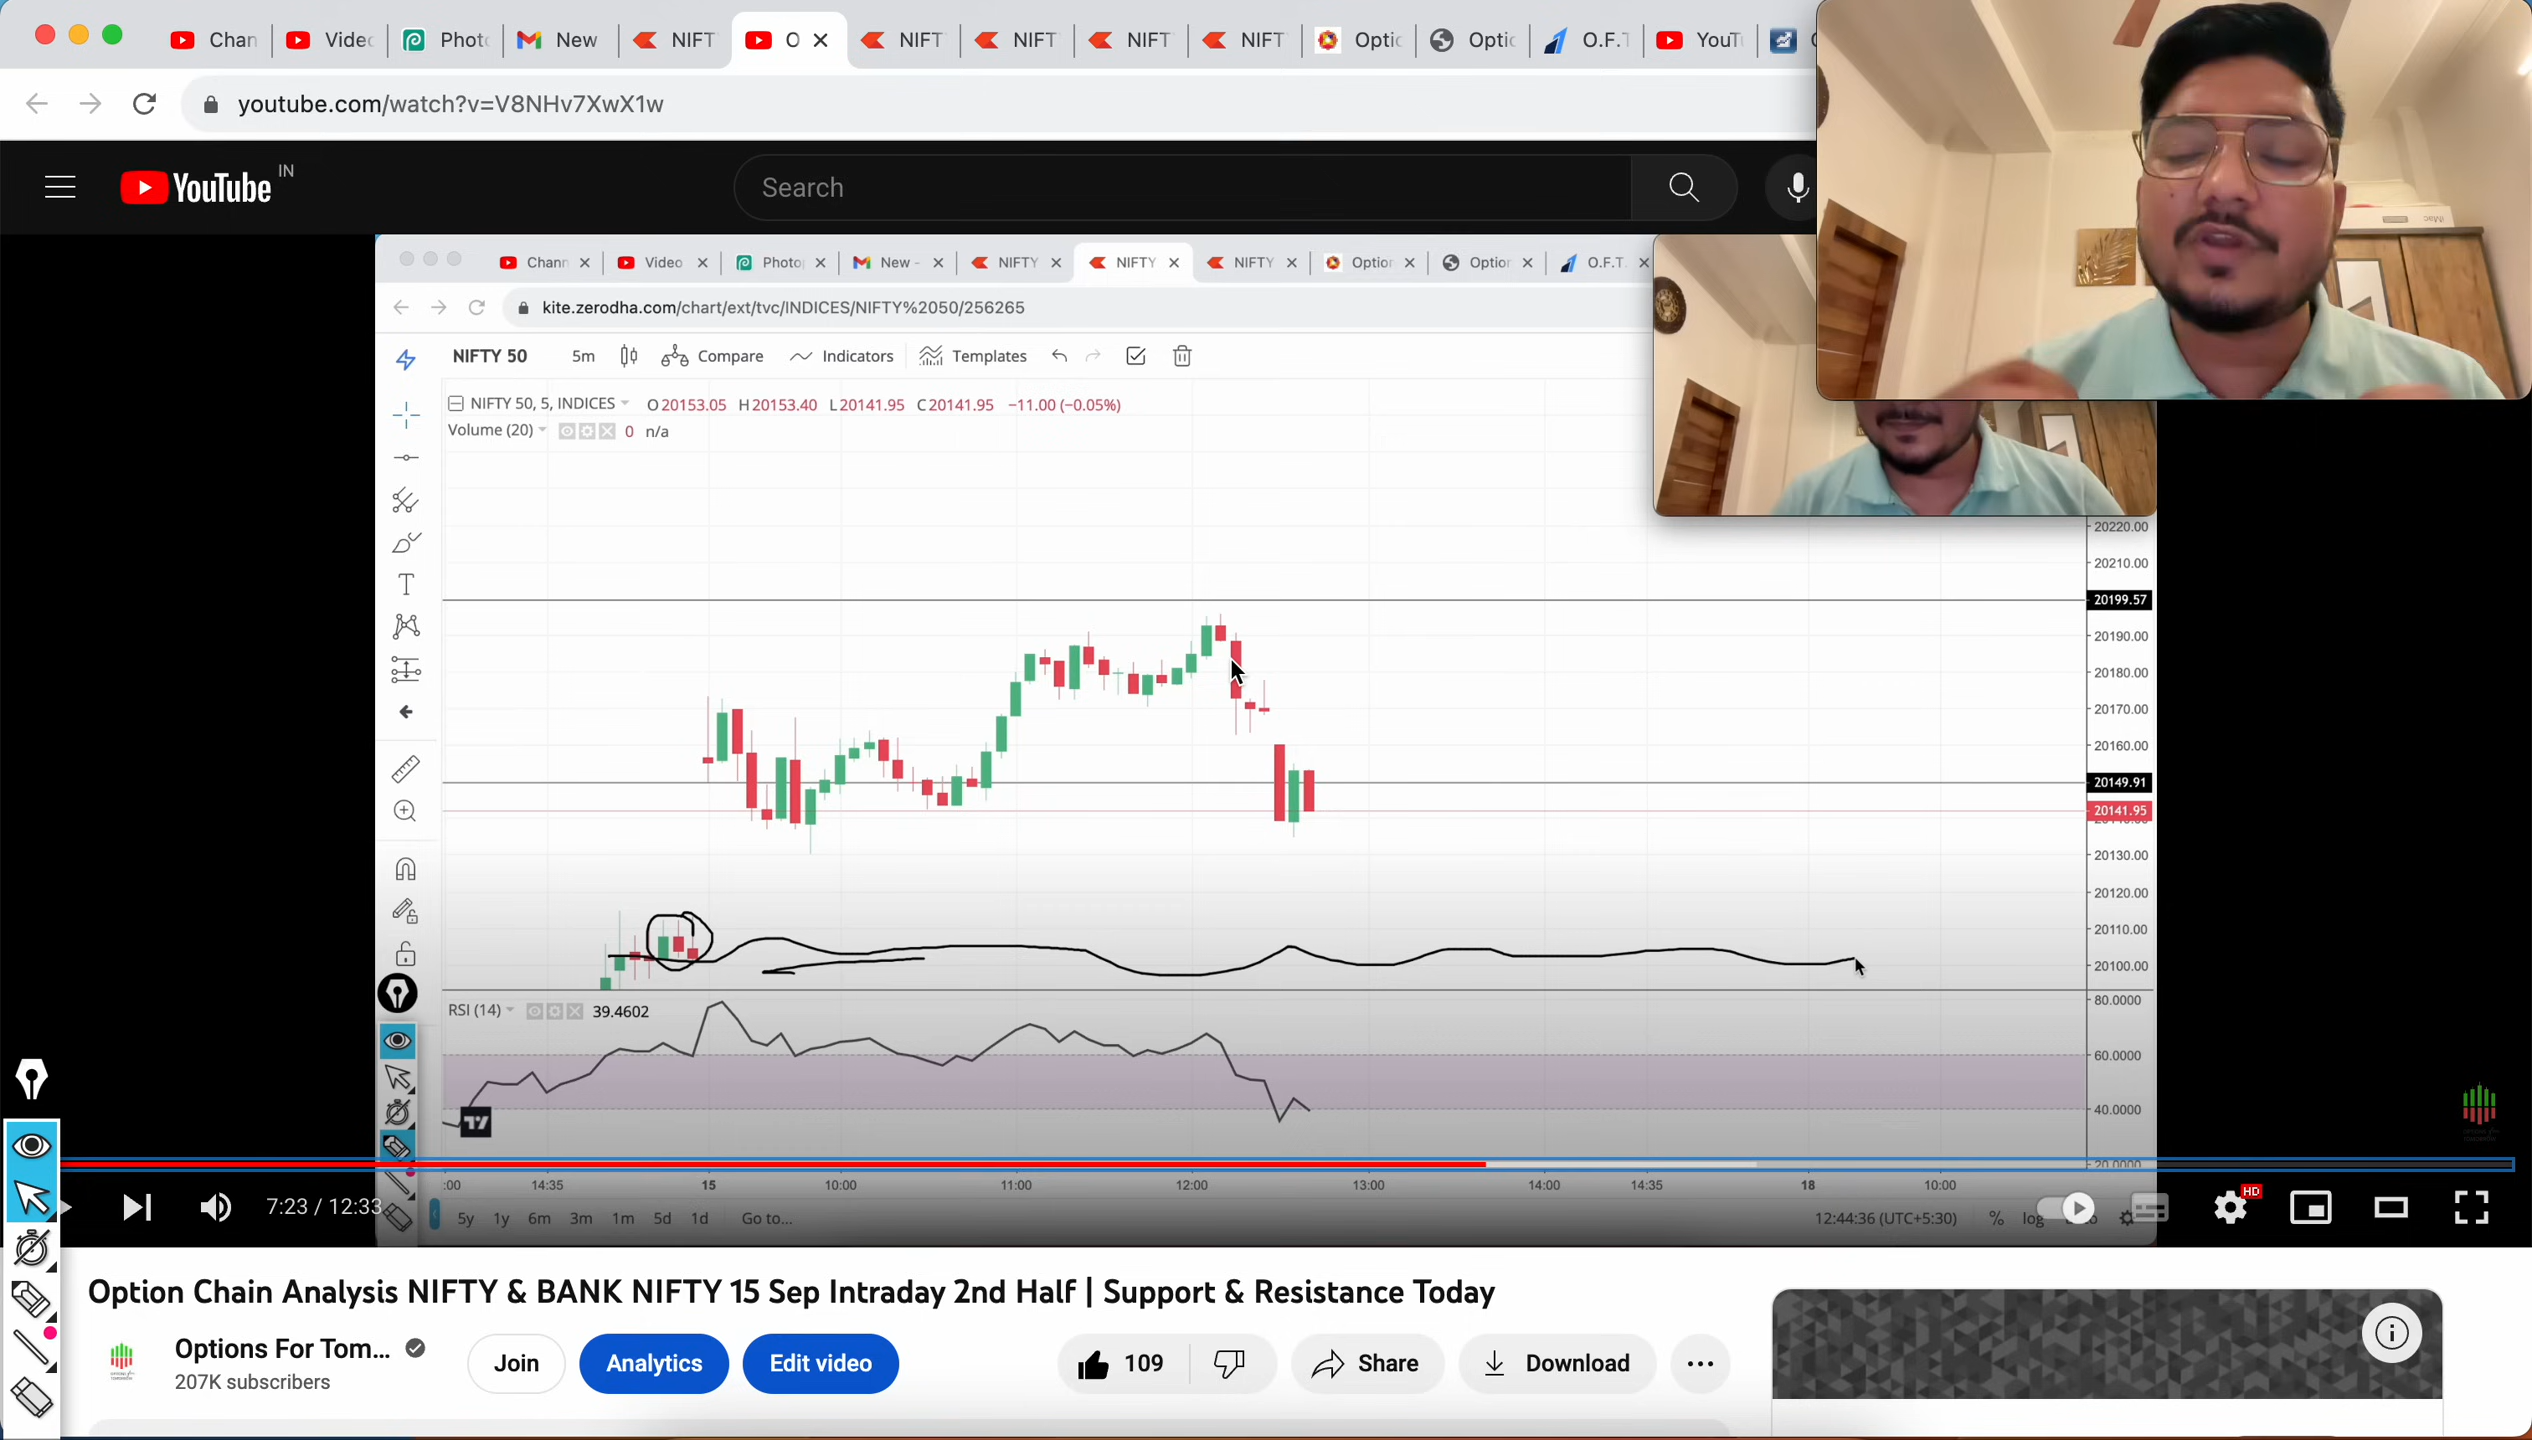 Chan
Vide
Phot
New
NIFT
O
NIFT
NIFT
NIFT
NIFT
Optic
Optic
O.F.T
YouTu
youtube.com/watch?v=V8NHv7XwX1w
YouTube IN
Search
Chann
Video
Photo
New -
NIFTY
NIFTY
NIFTY
Option
Option
O.F.T.
kite.zerodha.com/chart/ext/tvc/INDICES/NIFTY%2050/256265
NIFTY 50 5m Compare Indicators Templates
NIFTY 50, 5, INDICES O20153.05 H20153.40 L20141.95 C20141.95 −11.00 (−0.05%)
Volume (20) 0 n/a
20220.00
20210.00
20199.57
20190.00
20180.00
20170.00
20160.00
20149.91
20141.95
20130.00
20120.00
20110.00
20100.00
RSI (14) 39.4602
80.0000
60.0000
40.0000
20.0000
:00 14:35 15 10:00 11:00 12:00 13:00 14:00 14:35 18 10:00
7:23 / 12:33
HD
5y 1y 6m 3m 1m 5d 1d Go to...
12:44:36 (UTC+5:30) % log
Option Chain Analysis NIFTY & BANK NIFTY 15 Sep Intraday 2nd Half | Support & Resistance Today
Options For Tom...
207K subscribers
Join
Analytics
Edit video
109
Share
Download